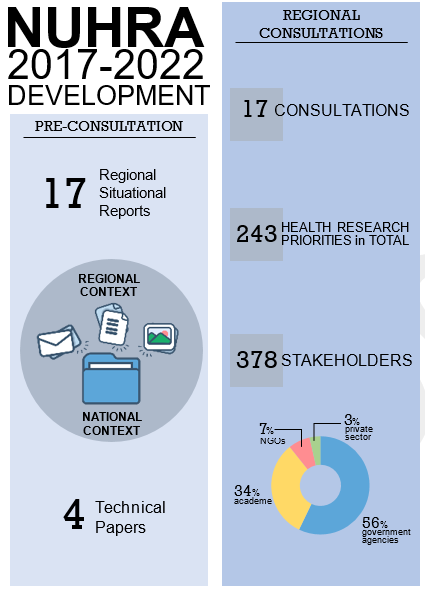 NUHRA
2017-2022
DEVELOPMENT
PRE-CONSULTATION
17
Regional
Situational
Reports
REGIONAL
CONTEXT
NATIONAL
CONTEXT
4
Technical
Papers
REGIONAL
CONSULTATIONS
17 CONSULTATIONS
243
HEALTH RESEARCH
PRIORITIES in TOTAL
378 STAKEHOLDERS
3%
private
sector
7%
NGOs
34%
academe
56%
government
agencies